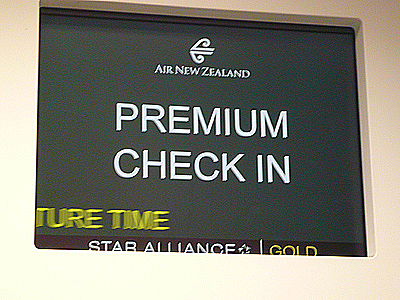 AIR NEW ZEALAND
PREMIUM
CHECK IN
TURE TIME
STAR ALLIANCE | GOLD